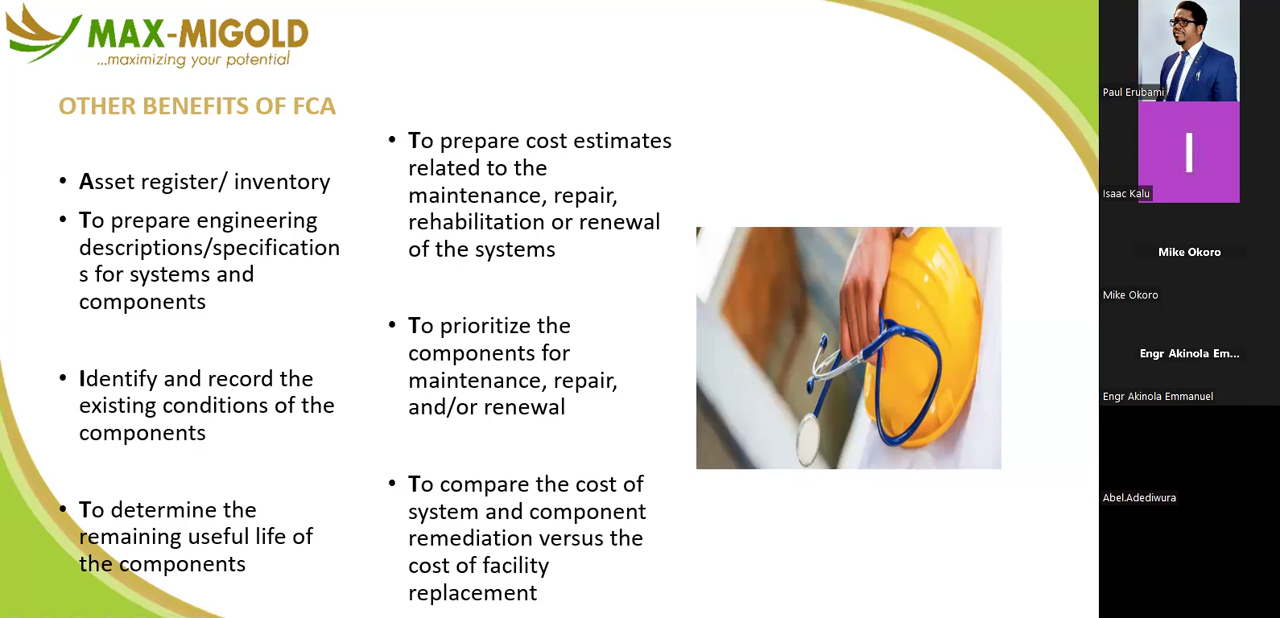 MAX-MIGOLD
...maximizing your potential
OTHER BENEFITS OF FCA
• Asset register/ inventory
• To prepare engineering
descriptions/specification
s for systems and
components
• Identify and record the
existing conditions of the
components
• To determine the
remaining useful life of
the components
• To prepare cost estimates
related to the
maintenance, repair,
rehabilitation or renewal
of the systems
• To prioritize the
components for
maintenance, repair,
and/or renewal
• To compare the cost of
system and component
remediation versus the
cost of facility
replacement
Paul Erubami
I
Isaac Kalu
Mike Okoro
Mike Okoro
Engr Akinola Em...
Engr Akinola Emmanuel
Abel.Adediwura